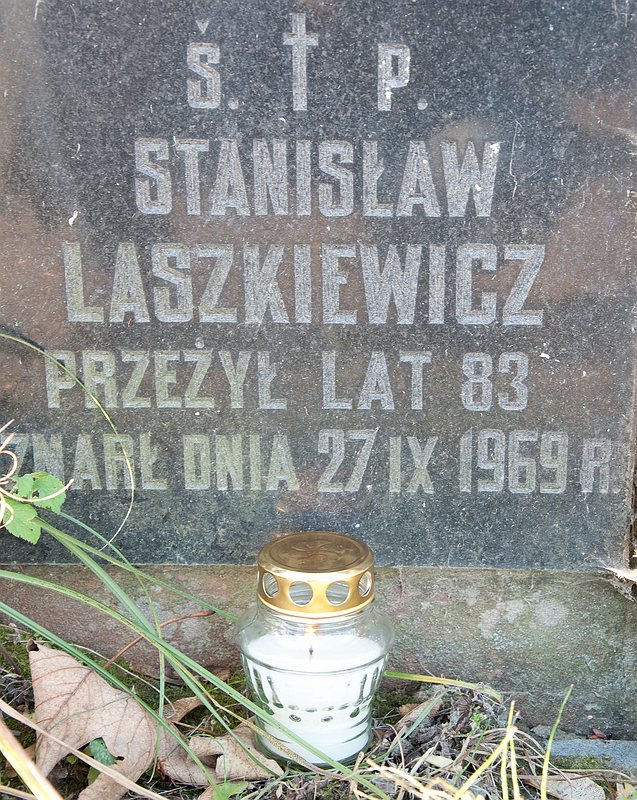 Ś. † P.
STANISŁAW
LASZKIEWICZ
PRZEŻYŁ LAT 83
ZMARŁ DNIA 27 IX 1969 R.